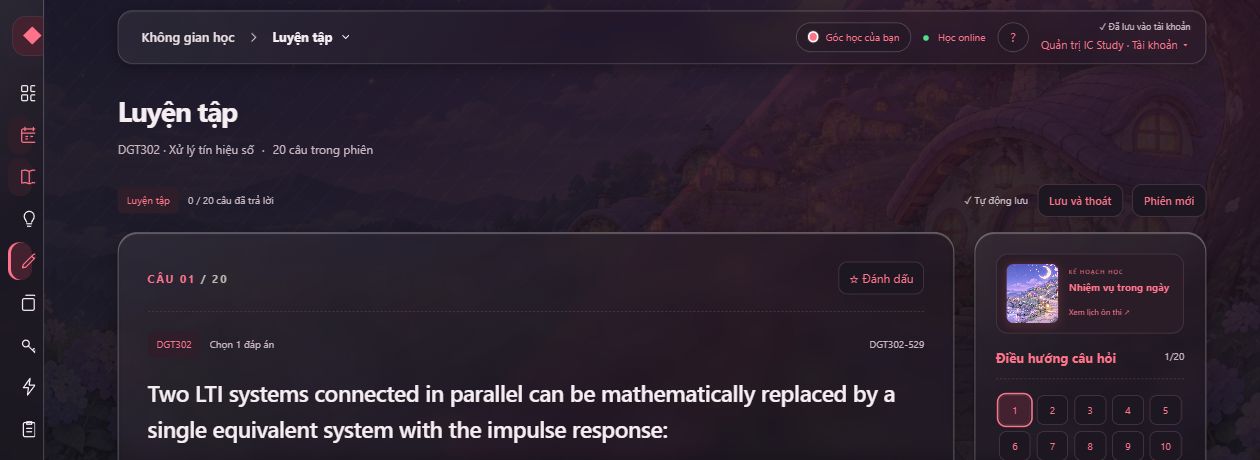 Không gian học
Luyện tập
Góc học của bạn
Học online
?
✓ Đã lưu vào tài khoản
Quản trị IC Study · Tài khoản
Luyện tập
DGT302 · Xử lý tín hiệu số · 20 câu trong phiên
Luyện tập
0 / 20 câu đã trả lời
✓ Tự động lưu
Lưu và thoát
Phiên mới
CÂU 01 / 20
☆ Đánh dấu
DGT302
Chọn 1 đáp án
DGT302-529
Two LTI systems connected in parallel can be mathematically replaced by a
single equivalent system with the impulse response:
KẾ HOẠCH HỌC
Nhiệm vụ trong ngày
Xem lịch ôn thi ↗
Điều hướng câu hỏi
1/20
1 2 3 4 5
6 7 8 9 10